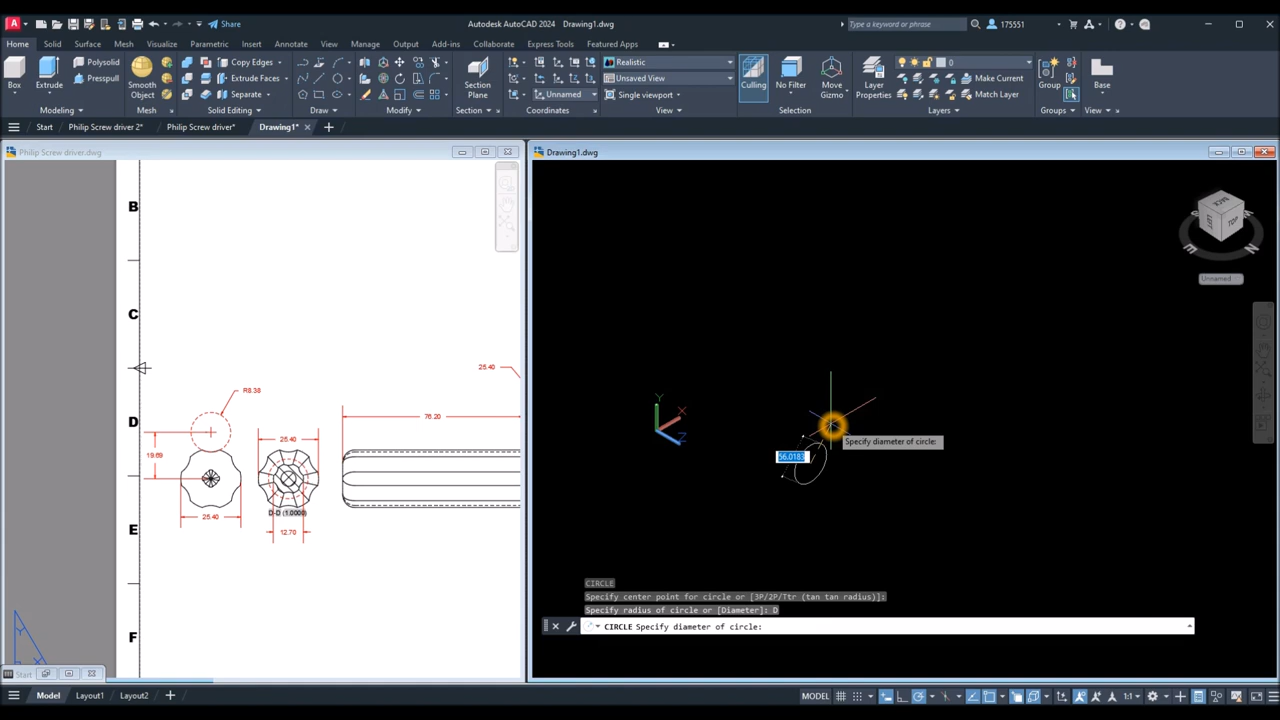 Share
Autodesk AutoCAD 2024 Drawing1.dwg
Type a keyword or phrase
175551
Home Solid Surface Mesh Visualize Parametric Insert Annotate View Manage Output Add-ins Collaborate Express Tools Featured Apps
Box
Extrude
Polysolid
Presspull
Modeling
Smooth
Object
Mesh
Copy Edges
Extrude Faces
Separate
Solid Editing
Draw
Modify
Section
Plane
Section
Unnamed
Coordinates
Realistic
Unsaved View
Single viewport
View
Culling
No Filter
Move
Gizmo
Selection
Layer
Properties
0
Make Current
Match Layer
Layers
Group
Groups
Base
View
Start Philip Screw driver 2* Philip Screw driver* Drawing1*
Philip Screw driver.dwg
Drawing1.dwg
B
C
D
E
F
R8.38
25.40
76.20
25.40
19.69
D-D (1.0000)
25.40
12.70
Y
X
Z
BACK
LEFT
TOP
N
W
E
S
Unnamed
Y
X
Z
56.0183
Specify diameter of circle:
CIRCLE
Specify center point for circle or [3P/2P/Ttr (tan tan radius)]:
Specify radius of circle or [Diameter]: D
CIRCLE Specify diameter of circle:
Start
Model Layout1 Layout2
MODEL
1:1